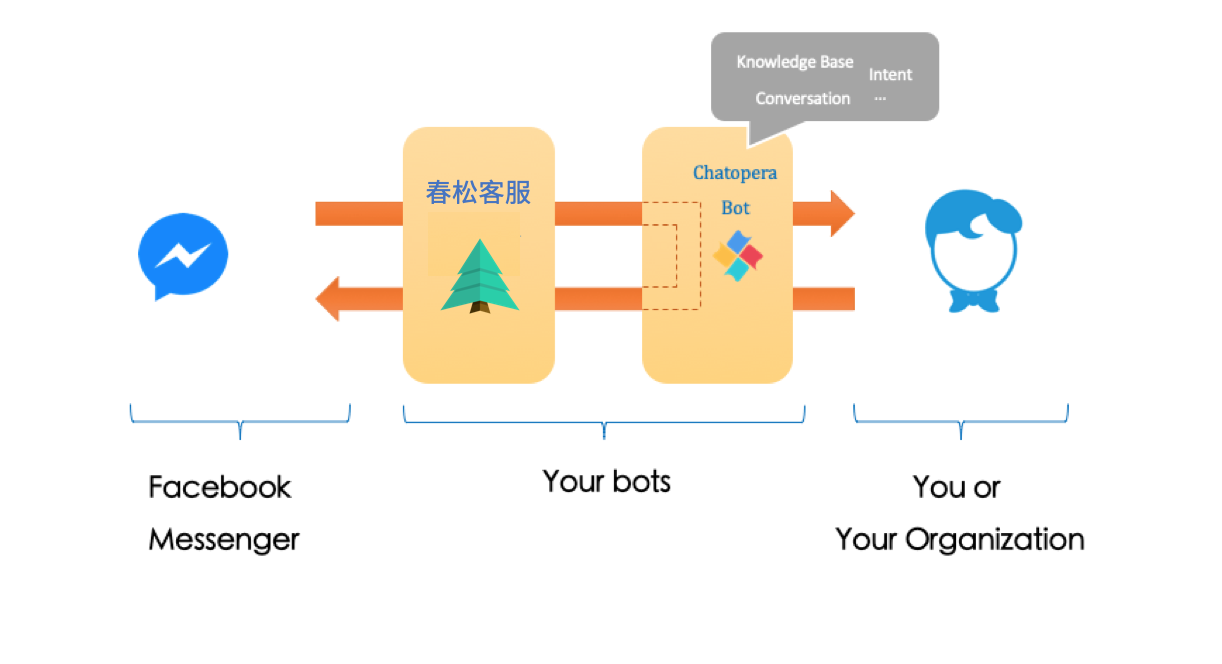 Knowledge Base
Intent
Conversation
...
春松客服
Chatopera
Bot
Facebook
Messenger
Your bots
You or
Your Organization